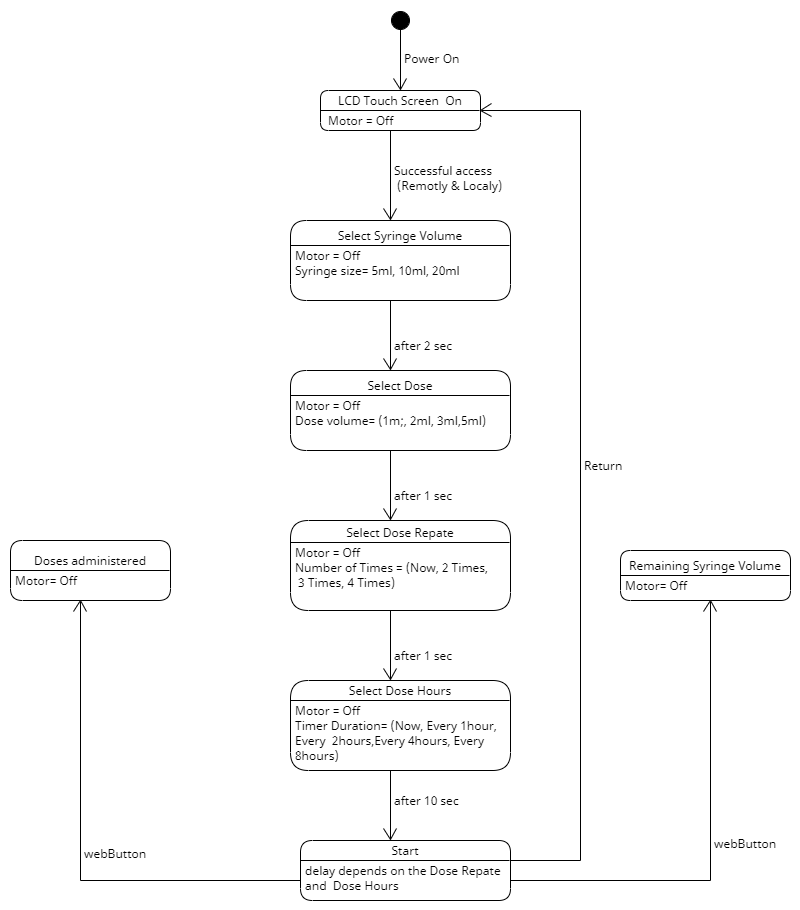 Power On
LCD Touch Screen  On
Motor = Off
Successful access
(Remotly & Localy)
Select Syringe Volume
Motor = Off
Syringe size= 5ml, 10ml, 20ml
after 2 sec
Select Dose
Motor = Off
Dose volume= (1m;, 2ml, 3ml,5ml)
Return
after 1 sec
Select Dose Repate
Motor = Off
Number of Times = (Now, 2 Times,
3 Times, 4 Times)
Doses administered
Motor= Off
Remaining Syringe Volume
Motor= Off
after 1 sec
Select Dose Hours
Motor = Off
Timer Duration= (Now, Every 1hour,
Every  2hours,Every 4hours, Every
8hours)
after 10 sec
webButton
webButton
Start
delay depends on the Dose Repate
and  Dose Hours